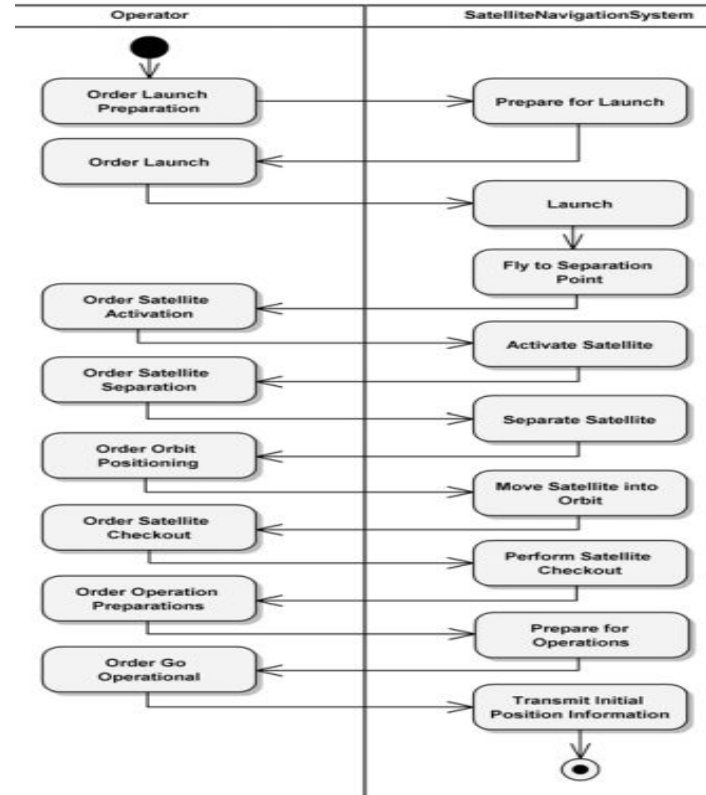 Operator
SatelliteNavigationSystem
Order Launch
Preparation
Prepare for Launch
Order Launch
Launch
Fly to Separation
Point
Order Satellite
Activation
Activate Satellite
Order Satellite
Separation
Separate Satellite
Order Orbit
Positioning
Move Satellite into
Orbit
Order Satellite
Checkout
Perform Satellite
Checkout
Order Operation
Preparations
Prepare for
Operations
Order Go
Operational
Transmit Initial
Position Information